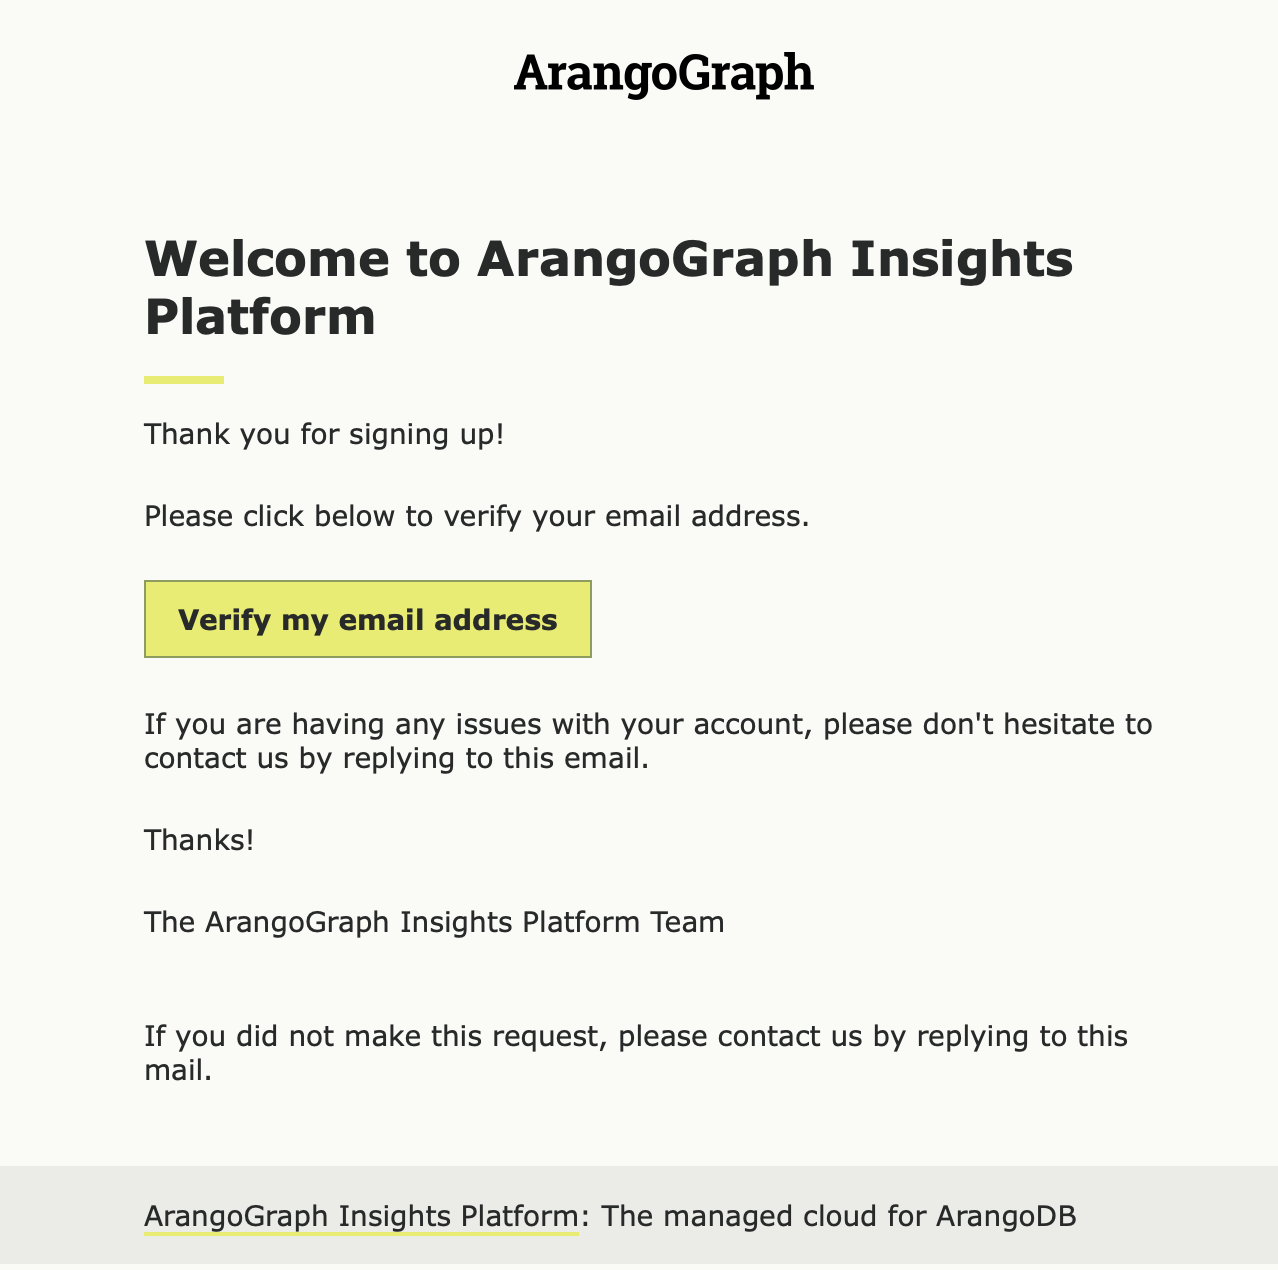 ArangoGraph
Welcome to ArangoGraph Insights
Platform
Thank you for signing up!
Please click below to verify your email address.
Verify my email address
If you are having any issues with your account, please don't hesitate to
contact us by replying to this email.
Thanks!
The ArangoGraph Insights Platform Team
If you did not make this request, please contact us by replying to this
mail.
ArangoGraph Insights Platform: The managed cloud for ArangoDB